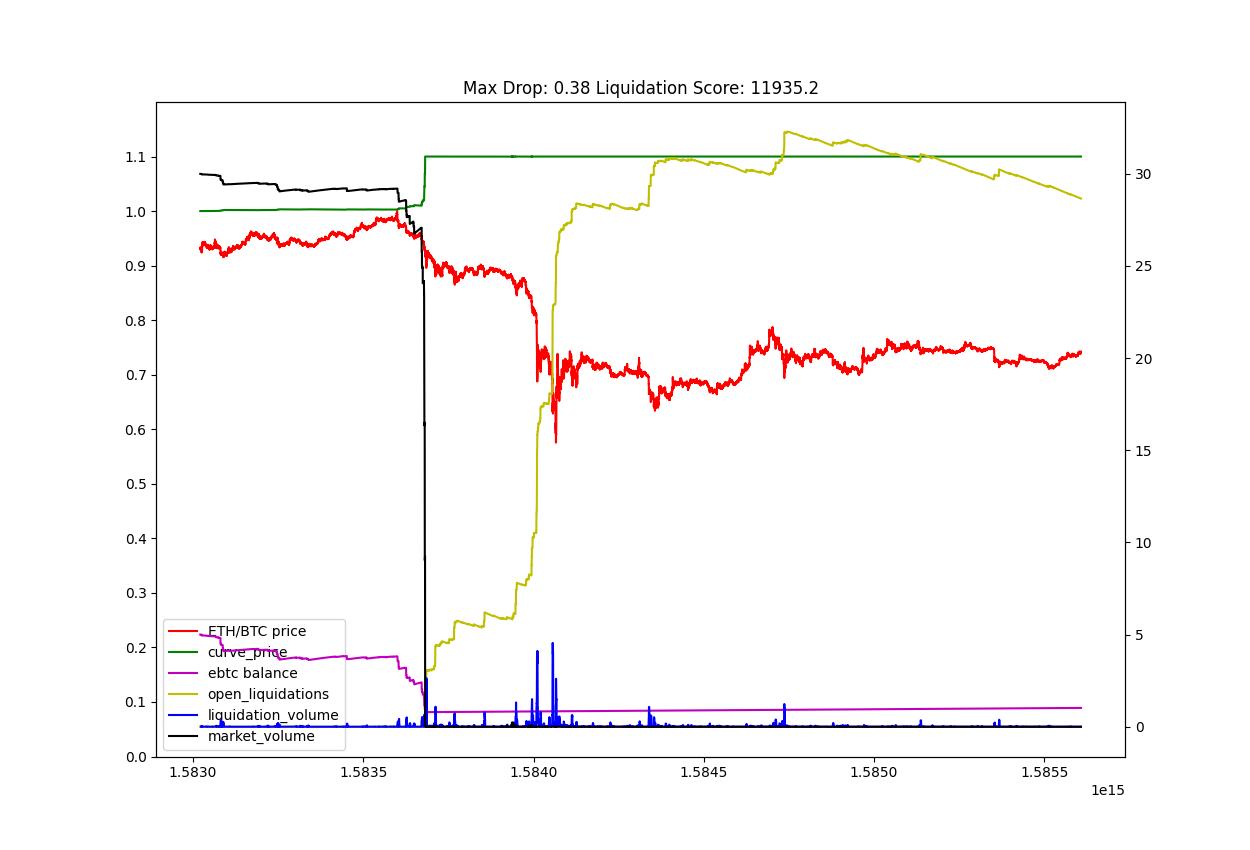 Max Drop: 0.38 Liquidation Score: 11935.2
1.1
1.0
0.9
0.8
0.7
0.6
0.5
0.4
0.3
0.2
0.1
0.0
30
25
20
15
10
5
0
ETH/BTC price
curve_price
ebtc balance
open_liquidations
liquidation_volume
market_volume
1.5830 1.5835 1.5840 1.5845 1.5850 1.5855
1e15